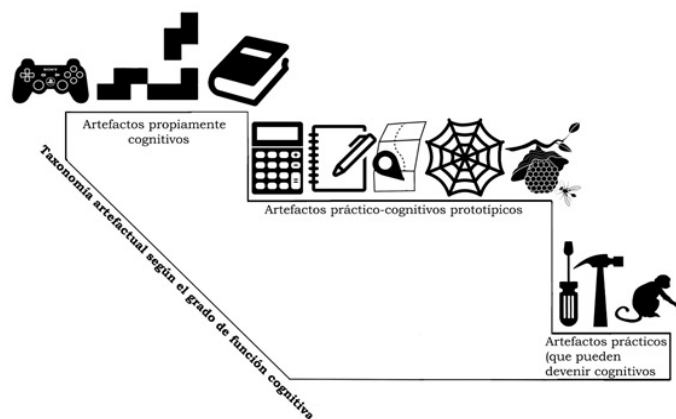 SONY
Artefactos propiamente
cognitivos
Artefactos práctico-cognitivos prototípicos
Taxonomía artefactual según el grado de función cognitiva
Artefactos prácticos
(que pueden
devenir cognitivos